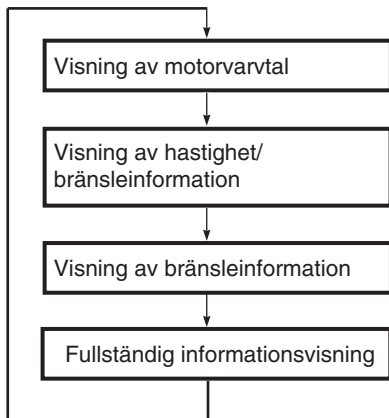 Visning av motorvarvtal
Visning av hastighet/
bränsleinformation
Visning av bränsleinformation
Fullständig informationsvisning